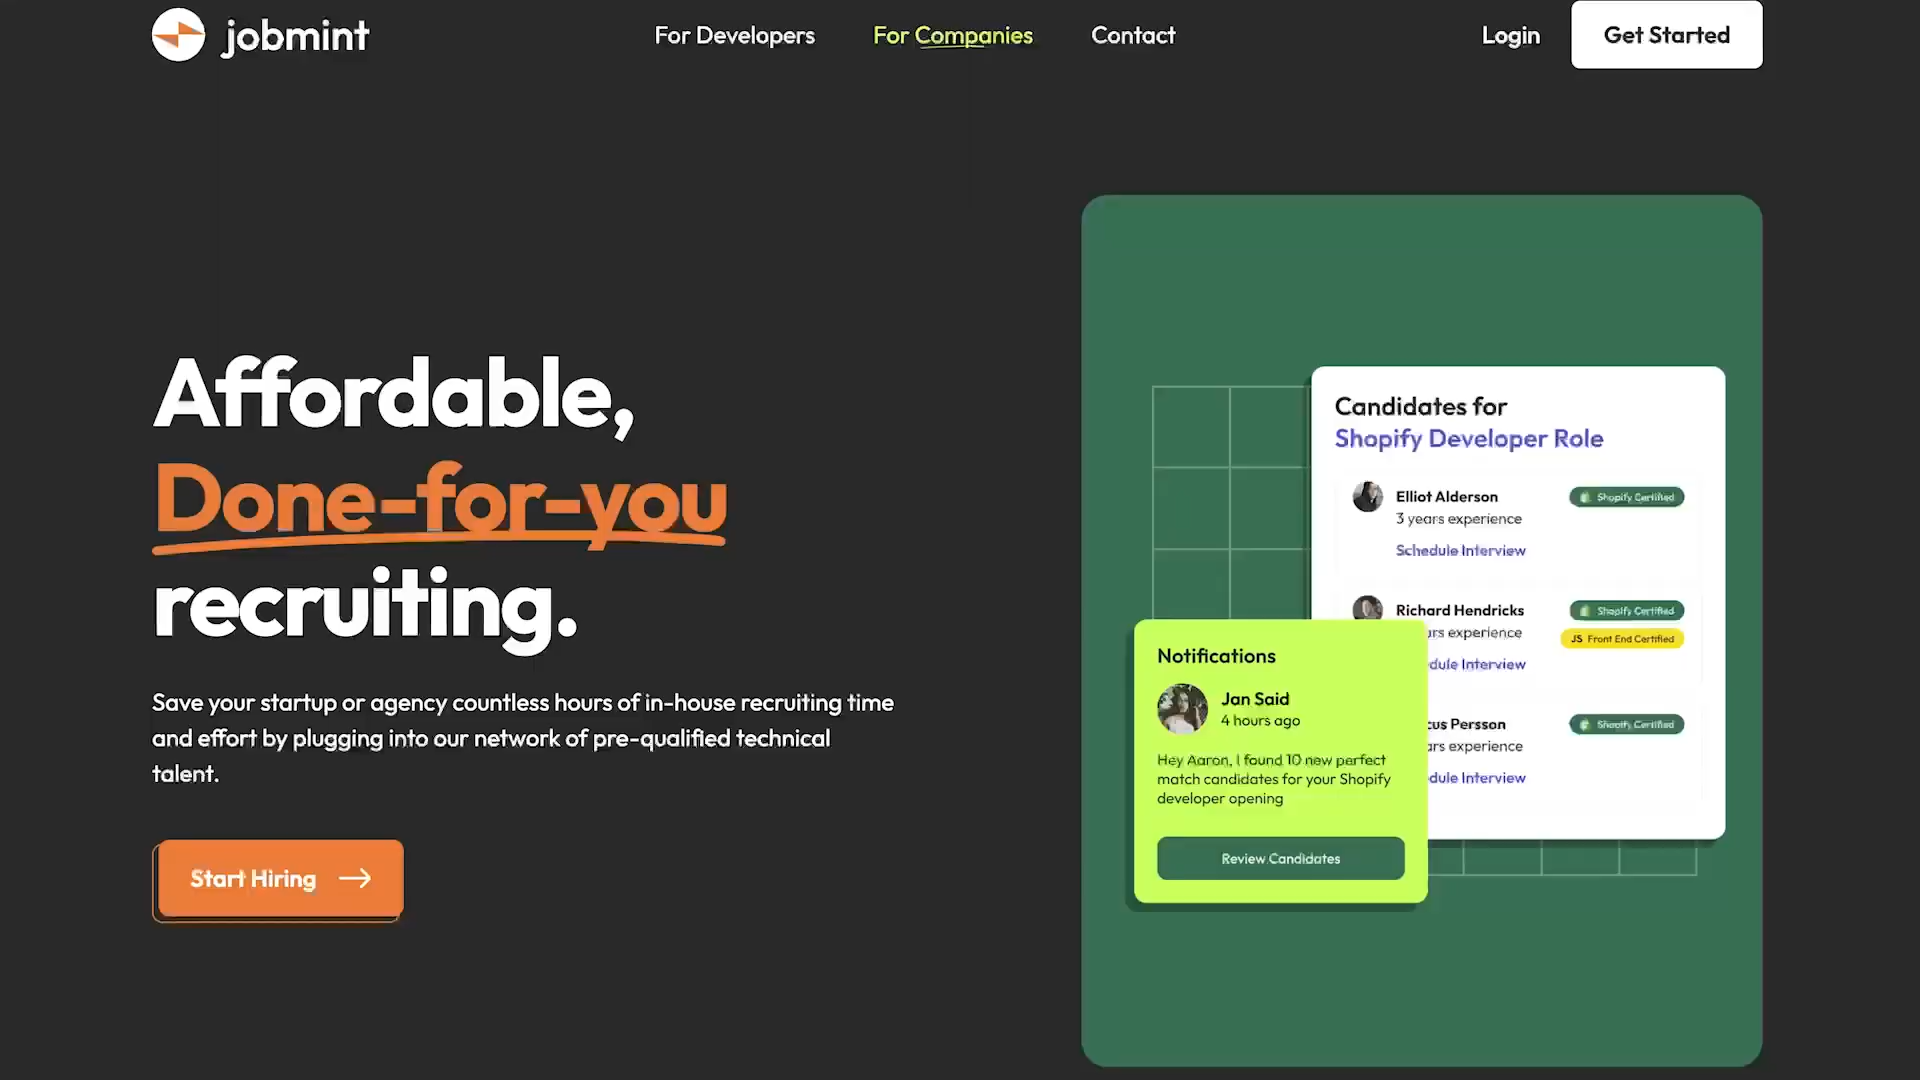 jobmint
For Developers
For Companies
Contact
Login
Get Started
Affordable,
Done-for-you
recruiting.
Save your startup or agency countless hours of in-house recruiting time
and effort by plugging into our network of pre-qualified technical
talent.
Start Hiring
Candidates for
Shopify Developer Role
Elliot Alderson
Shopify Certified
3 years experience
Schedule Interview
Richard Hendricks
Shopify Certified
ars experience
JS Front End Certified
dule Interview
cus Persson
Shopify Certified
ars experience
dule Interview
Notifications
Jan Said
4 hours ago
Hey Aaron, I found 10 new perfect
match candidates for your Shopify
developer opening
Review Candidates